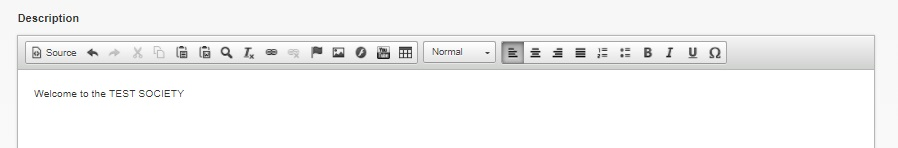 Description
Source Normal B I U Ω
Welcome to the TEST SOCIETY